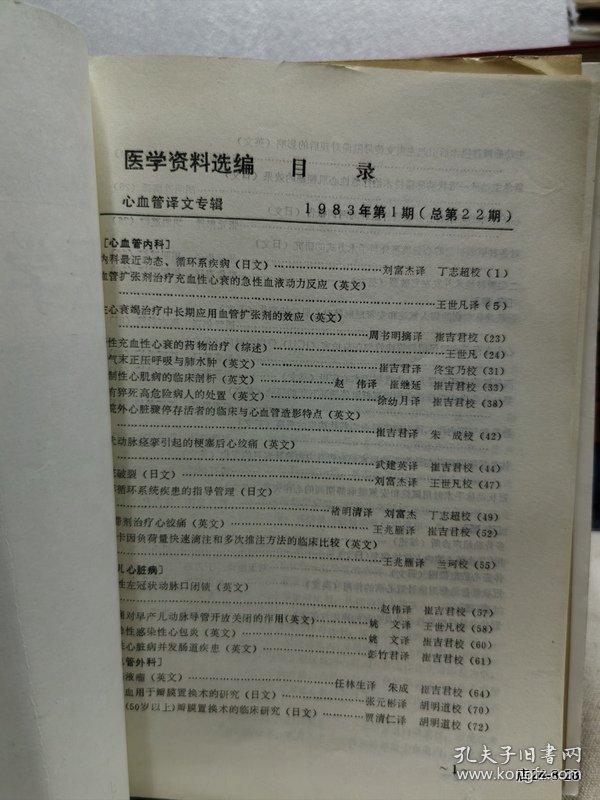 医学资料选编 目 录
心血管译文专辑 1983年第1期(总第22期)
[心血管内科]
内科最近动态、循环系疾病(日文)……刘富杰译 丁志超校(1)
血管扩张剂治疗充血性心衰的急性血液动力反应(英文)
……王世凡译(5)
心衰竭治疗中长期应用血管扩张剂的效应(英文)
……周书明摘译 崔吉君校(23)
性充血性心衰的药物治疗(综述)……王世凡(24)
气末正压呼吸与肺水肿(英文)……崔吉君译 佟宝乃校(31)
制性心肌病的临床剖析(英文)……赵 伟译 崔继延 崔吉君校(33)
有猝死高危险病人的处置(英文)……徐幼月译 崔吉君校(38)
院外心脏骤停存活者的临床与心血管造影特点(英文)
……崔吉君译 朱 成校(42)
动脉痉挛引起的梗塞后心绞痛(英文)
……武建英译 崔吉君校(44)
破裂(日文)……刘富杰译 王世凡校(47)
循环系统疾患的指导管理(日文)
……褚明清译 刘富杰 丁志超校(49)
滞剂治疗心绞痛(英文)……王兆雁译 崔吉君校(52)
卡因负荷量快速滴注和多次推注方法的临床比较(英文)
……王兆雁译 兰珂校(55)
儿心脏病]
性左冠状动脉口闭锁(英文)
……赵伟译 崔吉君校(57)
对早产儿动脉导管开放关闭的作用(英文)……姚 文译 王世凡校(58)
性感染性心包炎(英文)……姚 文译 崔吉君校(60)
心脏病并发肠道疾患(英文)……彭竹君译 崔吉君校(61)
血管外科]
液瘤(英文)……任林生译 朱成 崔吉君校(64)
血用于瓣膜置换术的研究(日文)……张元彬译 胡明道校(70)
(50岁以上)瓣膜置换术的临床研究(日文)……贾清仁译 胡明道校(72)
~1
孔夫子旧书网
www.kongfz.com